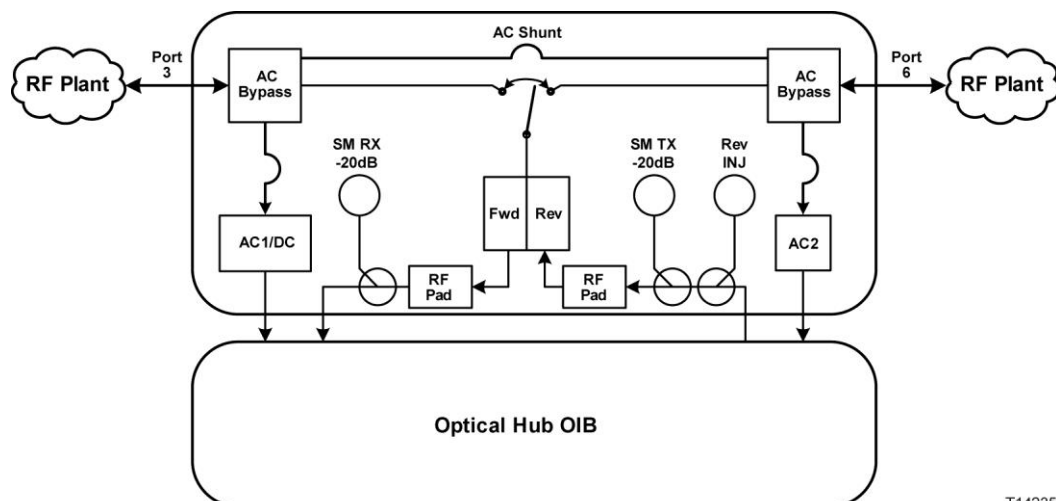 AC Shunt
Port
3
Port
6
RF Plant
AC
Bypass
AC
Bypass
RF Plant
SM RX
-20dB
SM TX
-20dB
Rev
INJ
Fwd
Rev
AC1/DC
AC2
RF
Pad
RF
Pad
Optical Hub OIB